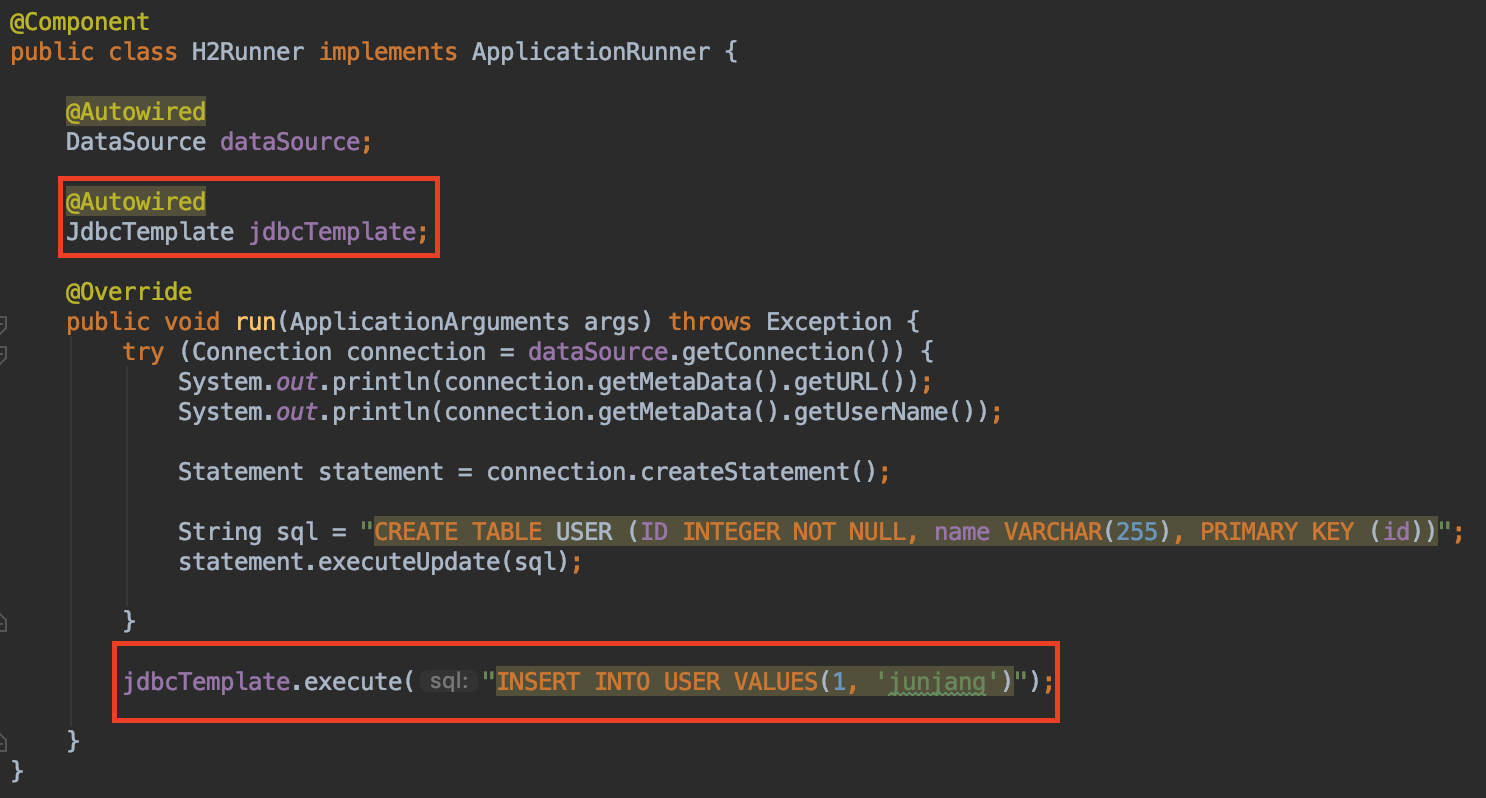 @Component
public class H2Runner implements ApplicationRunner {
@Autowired
DataSource dataSource;
@Autowired
JdbcTemplate jdbcTemplate;
@Override
public void run(ApplicationArguments args) throws Exception {
try (Connection connection = dataSource.getConnection()) {
System.out.println(connection.getMetaData().getURL());
System.out.println(connection.getMetaData().getUserName());
Statement statement = connection.createStatement();
String sql = "CREATE TABLE USER (ID INTEGER NOT NULL, name VARCHAR(255), PRIMARY KEY (id))";
statement.executeUpdate(sql);
}
jdbcTemplate.execute( sql: "INSERT INTO USER VALUES(1, 'junjang')");
}
}